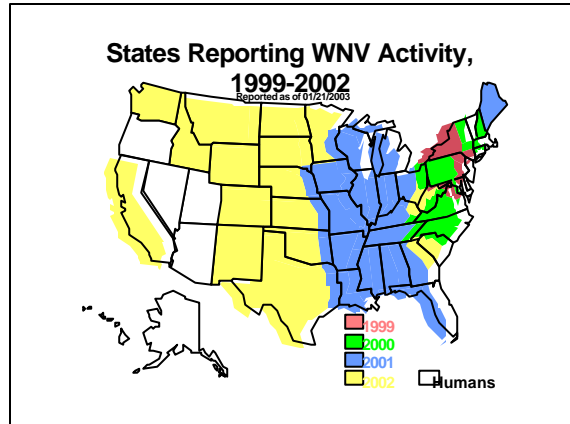 States Reporting WNV Activity,
1999-2002
Reported as of 01/21/2003
1999
2000
2001
2002
Humans